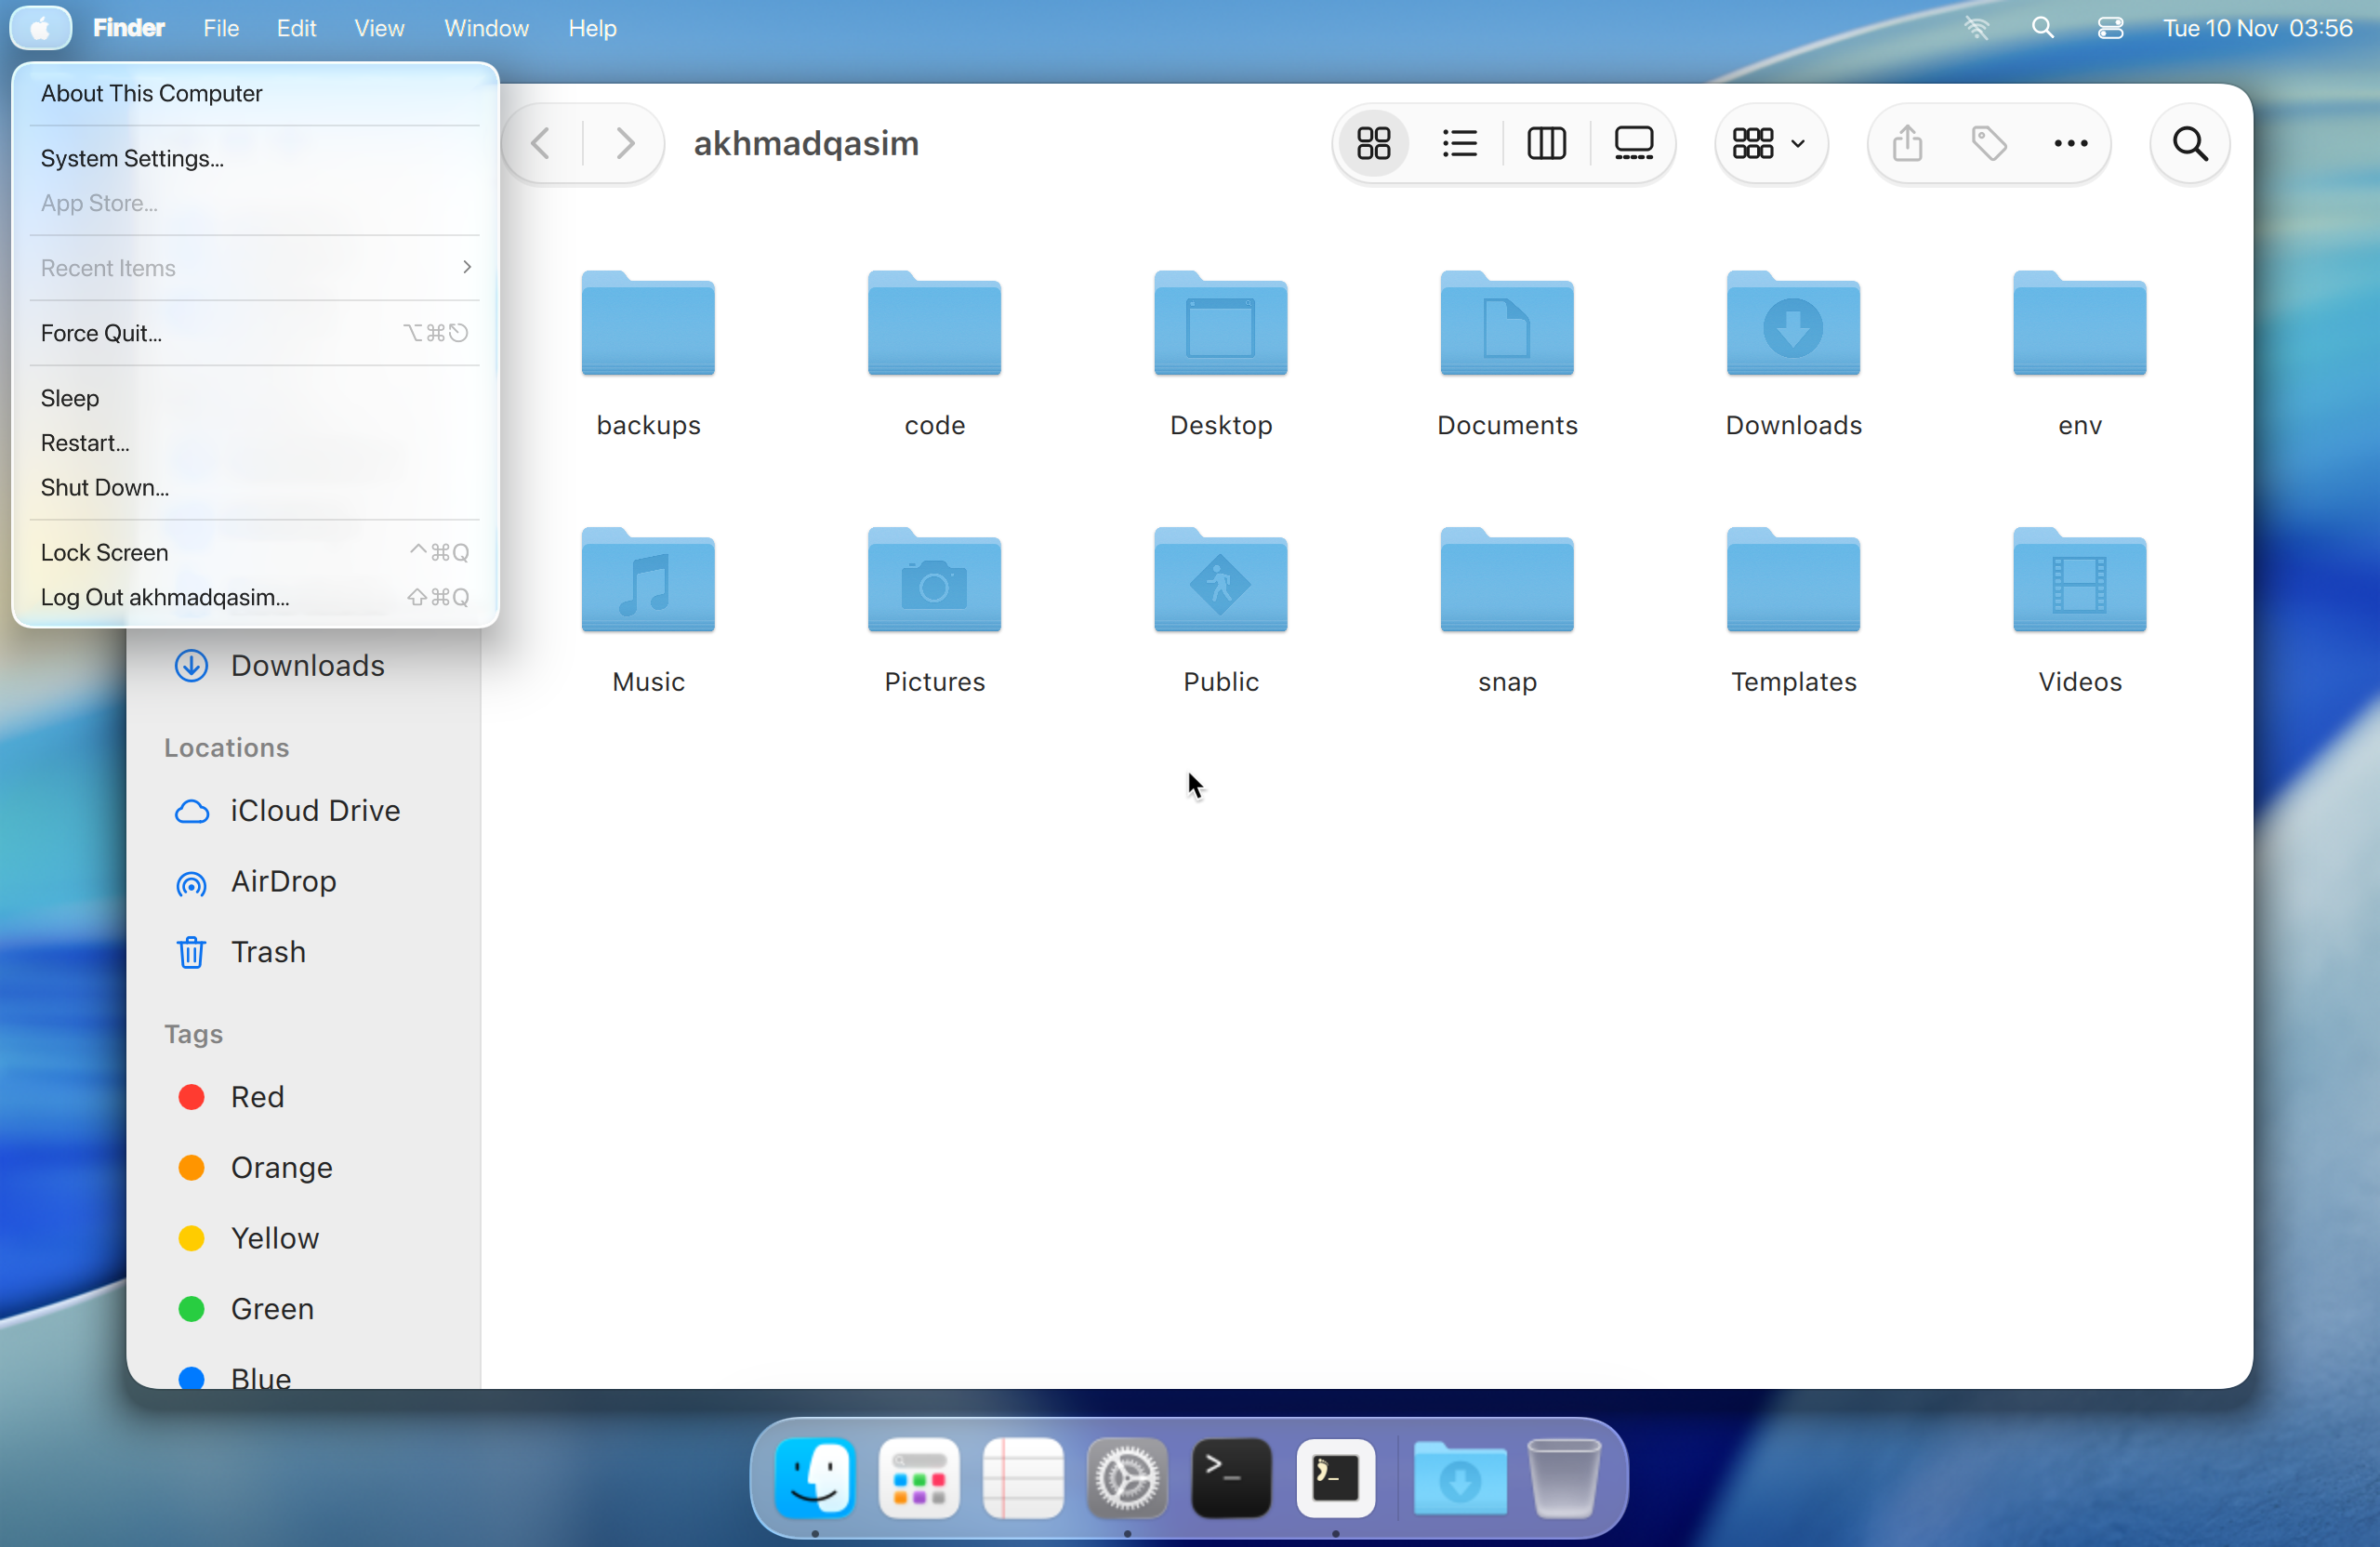 Finder File Edit View Window Help Tue 10 Nov 03:56
About This Computer
System Settings...
App Store...
Recent Items
Force Quit... ⌥⌘⎋
Sleep
Restart...
Shut Down...
Lock Screen ^⌘Q
Log Out akhmadqasim... ⇧⌘Q
akhmadqasim
backups code Desktop Documents Downloads env
Music Pictures Public snap Templates Videos
Downloads
Locations
iCloud Drive
AirDrop
Trash
Tags
Red
Orange
Yellow
Green
Blue